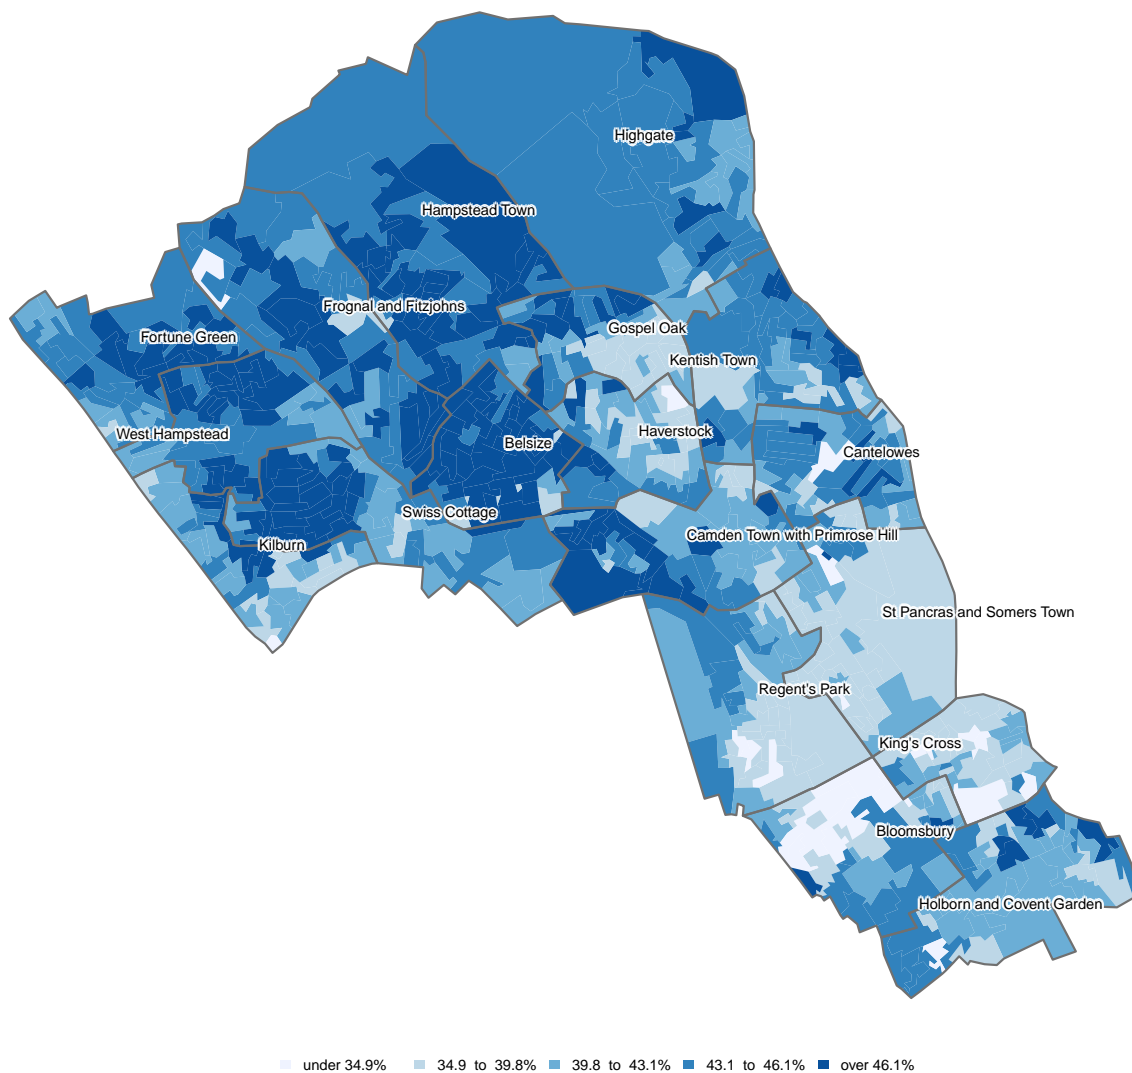 Highgate
Hampstead Town
Frognal and Fitzjohns
Gospel Oak
Fortune Green
Kentish Town
West Hampstead
Haverstock
Belsize
Cantelowes
Swiss Cottage
Camden Town with Primrose Hill
Kilburn
St Pancras and Somers Town
Regent's Park
King's Cross
Bloomsbury
Holborn and Covent Garden
under 34.9% 34.9 to 39.8% 39.8 to 43.1% 43.1 to 46.1% over 46.1%